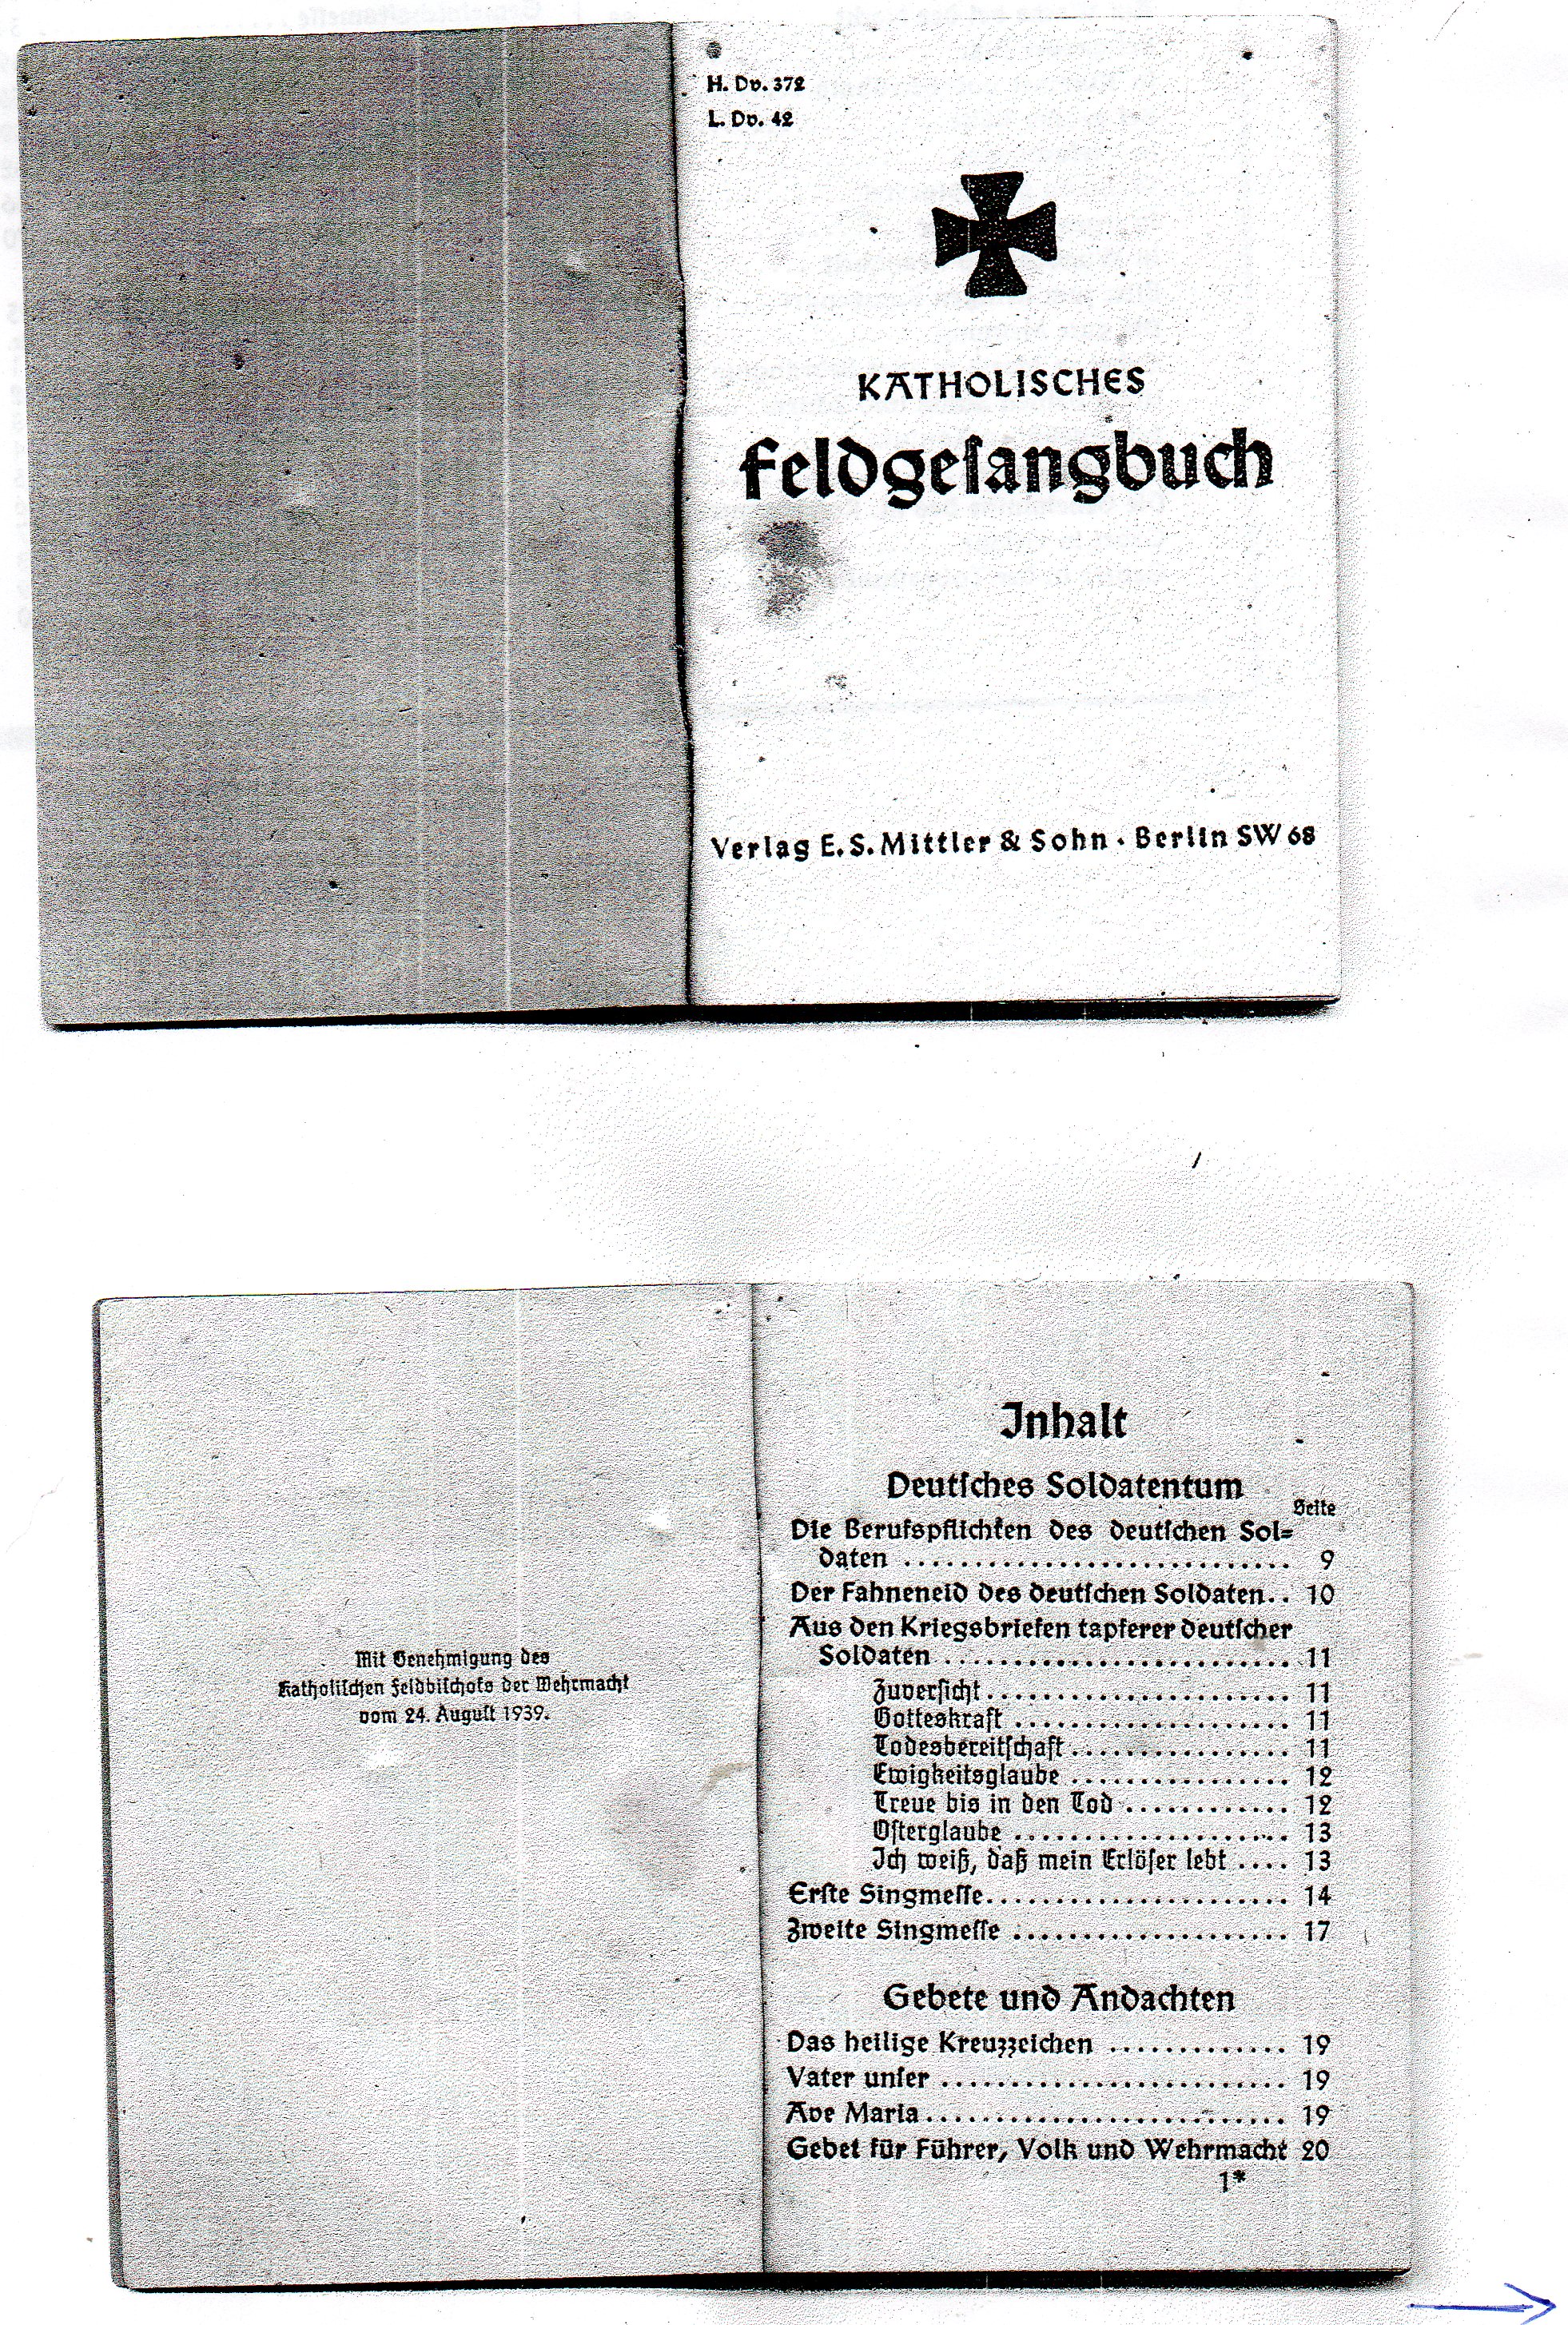 H. Dv. 372
L. Dv. 42
KATHOLISCHES
Feldgesangbuch
Verlag E. S. Mittler & Sohn · Berlin SW 68
Mit Genehmigung des
Katholischen Feldbischofs der Wehrmacht
vom 24. August 1939.
Inhalt
Deutsches Soldatentum
Seite
Die Berufspflichten des deutschen Sol=
daten ........................... 9
Der Fahneneid des deutschen Soldaten.. 10
Aus den Kriegsbriefen tapferer deutscher
Soldaten ......................... 11
Zuversicht ..................... 11
Gotteskraft ................... 11
Todesbereitschaft ............... 11
Ewigkeitsglaube ................ 12
Treue bis in den Tod ............ 12
Osterglaube .................... 13
Ich weiß, daß mein Erlöser lebt .... 13
Erste Singmesse ...................... 14
Zweite Singmesse .................... 17
Gebete und Andachten
Das heilige Kreuzzeichen ............. 19
Vater unser ......................... 19
Ave Maria .......................... 19
Gebet für Führer, Volk und Wehrmacht 20
1*